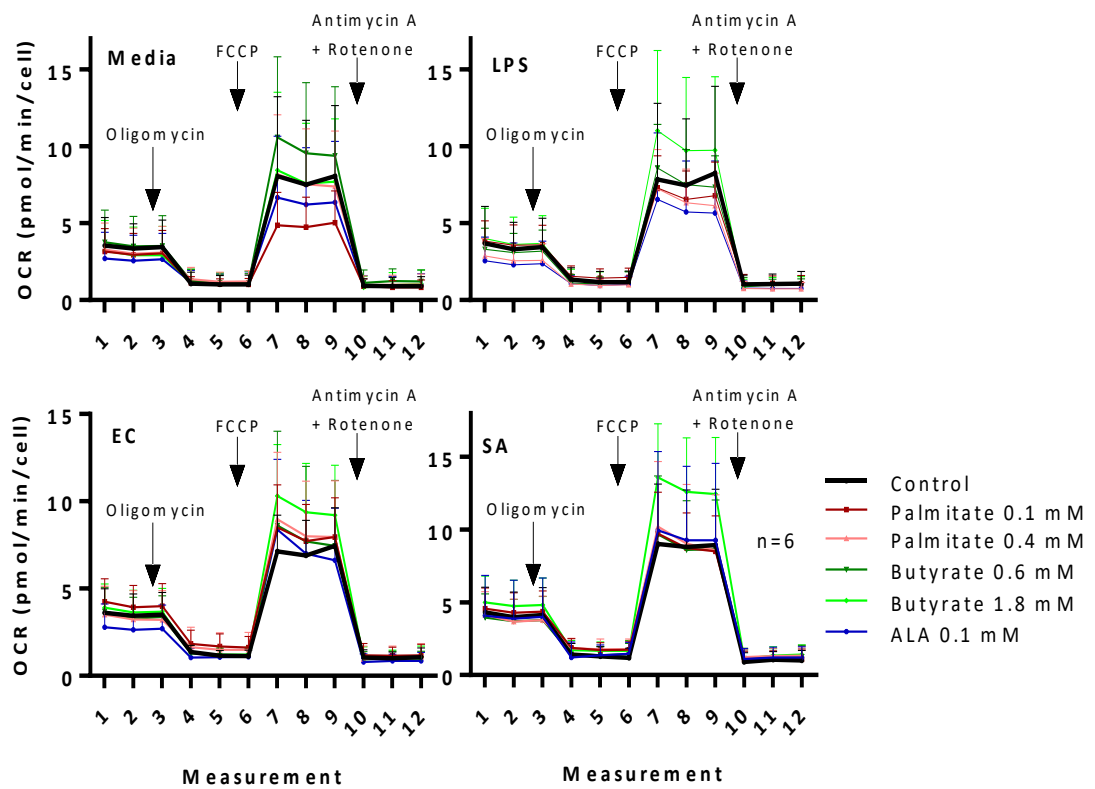 Media
FCCP
Antimycin A
+ Rotenone
Oligomycin
OCR (pmol/min/cell)
15
10
5
0
1 2 3 4 5 6 7 8 9 10 11 12
LPS
FCCP
Antimycin A
+ Rotenone
Oligomycin
15
10
5
0
1 2 3 4 5 6 7 8 9 10 11 12
EC
FCCP
Antimycin A
+ Rotenone
Oligomycin
OCR (pmol/min/cell)
15
10
5
0
1 2 3 4 5 6 7 8 9 10 11 12
Measurement
SA
FCCP
Antimycin A
+ Rotenone
Oligomycin
15
10
5
0
1 2 3 4 5 6 7 8 9 10 11 12
Measurement
n=6
Control
Palmitate 0.1 mM
Palmitate 0.4 mM
Butyrate 0.6 mM
Butyrate 1.8 mM
ALA 0.1 mM